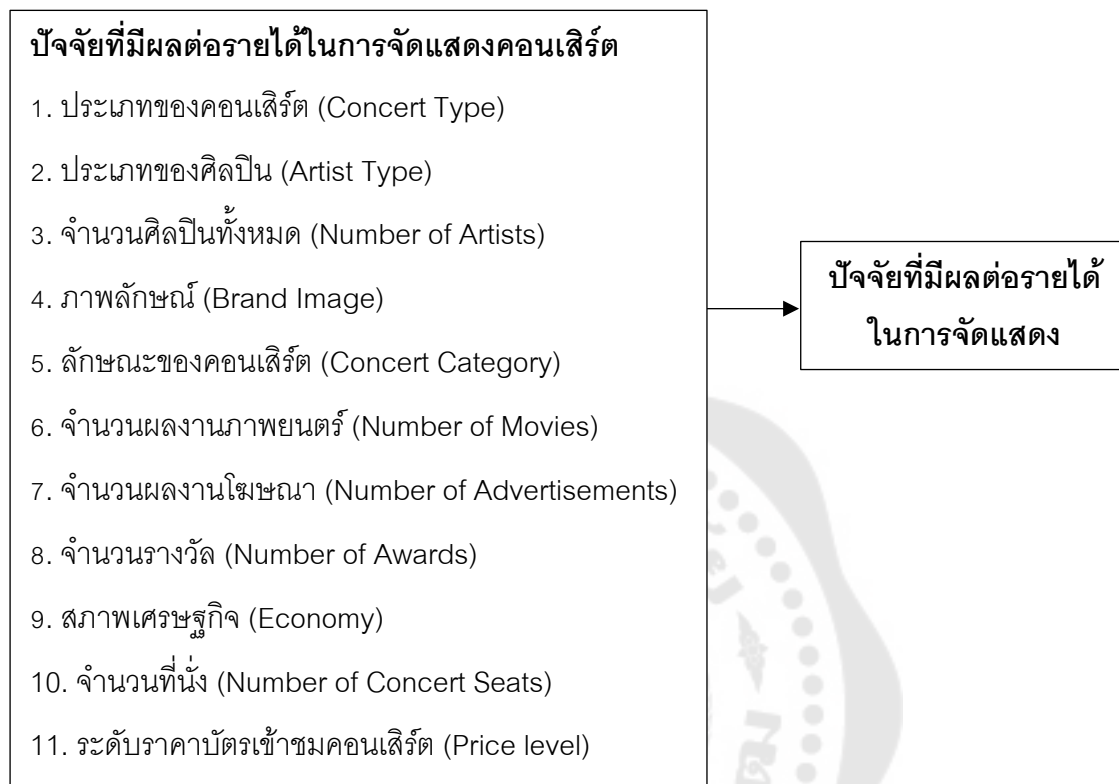 ปัจจัยที่มีผลต่อรายได้ในการจัดแสดงคอนเสิร์ต
1. ประเภทของคอนเสิร์ต (Concert Type)
2. ประเภทของศิลปิน (Artist Type)
3. จำนวนศิลปินทั้งหมด (Number of Artists)
4. ภาพลักษณ์ (Brand Image)
5. ลักษณะของคอนเสิร์ต (Concert Category)
6. จำนวนผลงานภาพยนตร์ (Number of Movies)
7. จำนวนผลงานโฆษณา (Number of Advertisements)
8. จำนวนรางวัล (Number of Awards)
9. สภาพเศรษฐกิจ (Economy)
10. จำนวนที่นั่ง (Number of Concert Seats)
11. ระดับราคาบัตรเข้าชมคอนเสิร์ต (Price level)
ปัจจัยที่มีผลต่อรายได้
ในการจัดแสดง